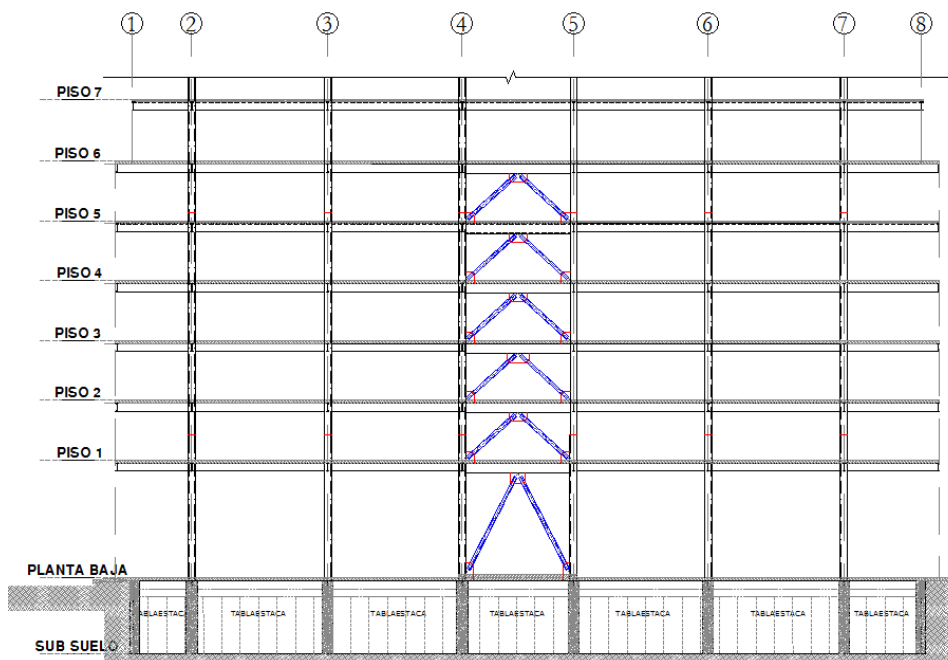 1 2 3 4 5 6 7 8
PISO 7
PISO 6
PISO 5
PISO 4
PISO 3
PISO 2
PISO 1
PLANTA BAJA
TABLAESTACA TABLAESTACA TABLAESTACA TABLAESTACA TABLAESTACA TABLAESTACA TABLAESTACA
SUB SUELO